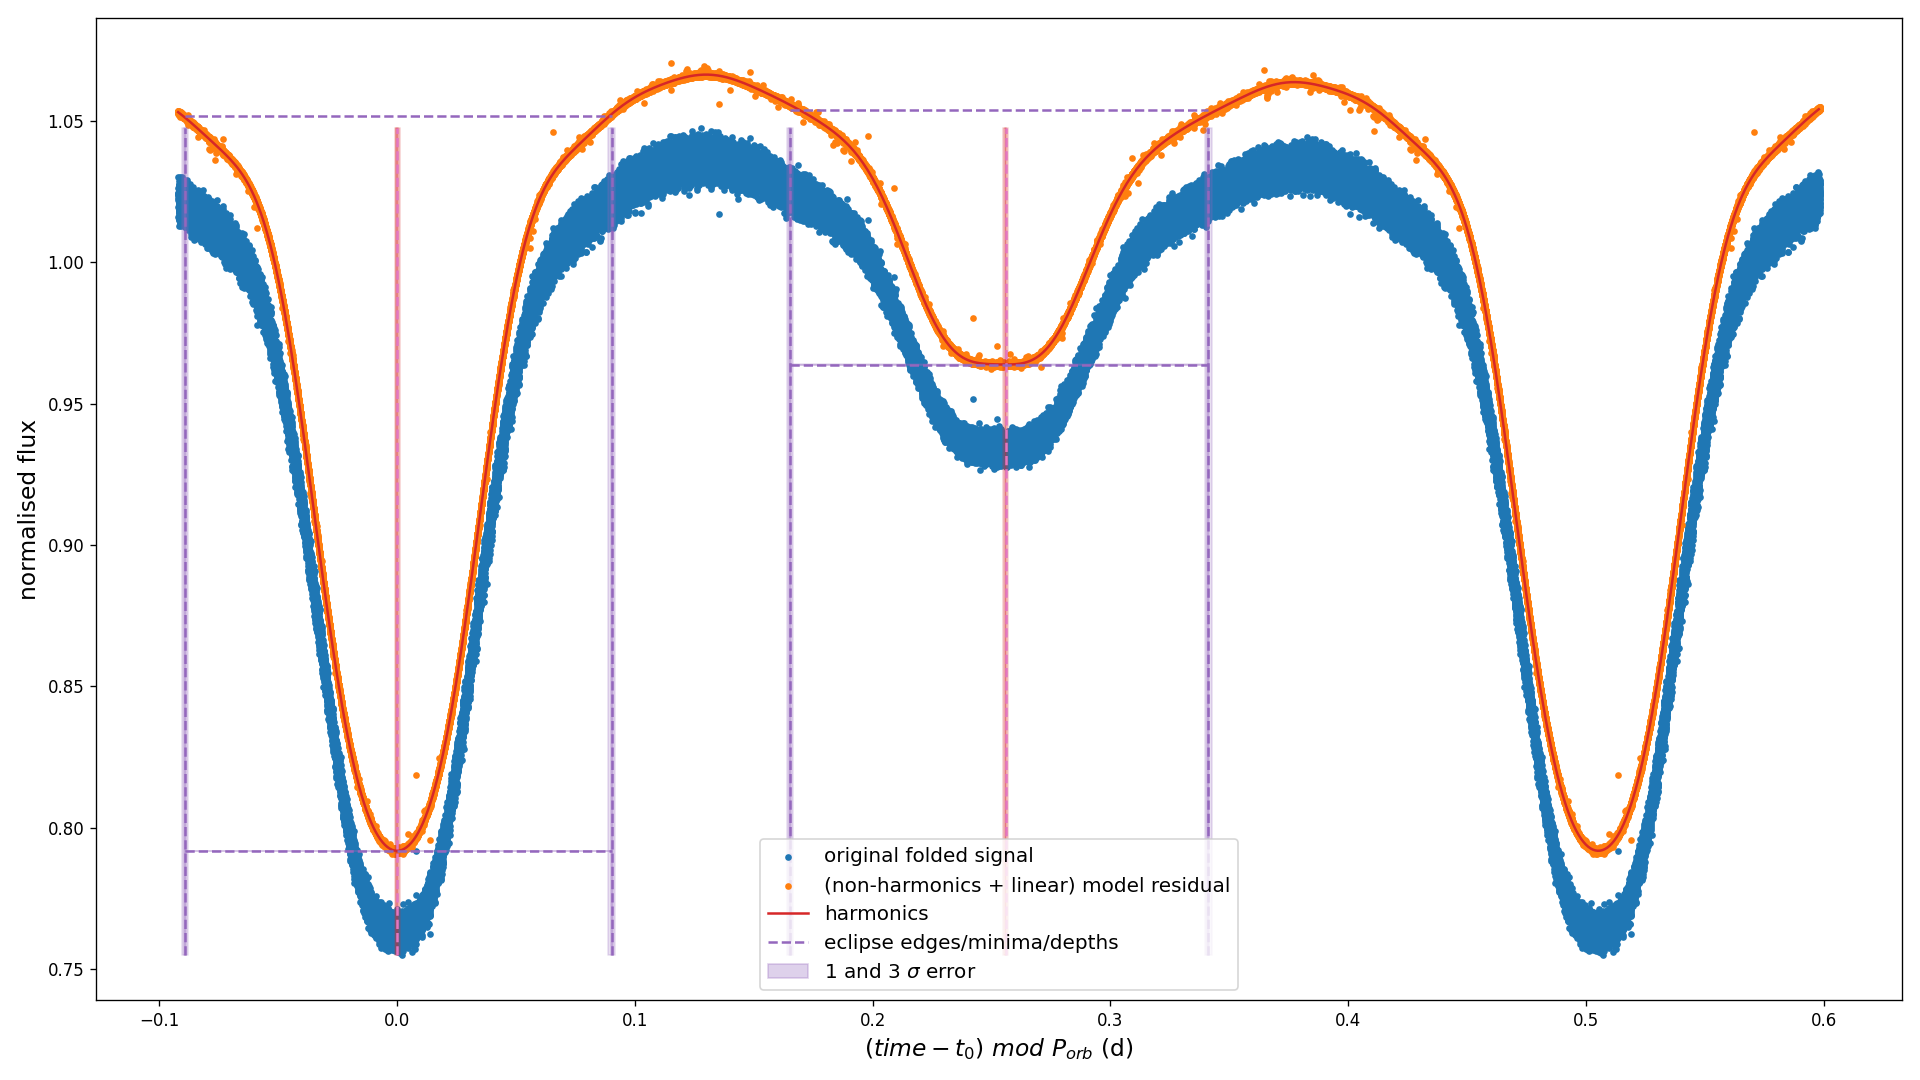 normalised flux
1.05
1.00
0.95
0.90
0.85
0.80
0.75
original folded signal
(non-harmonics + linear) model residual
harmonics
eclipse edges/minima/depths
1 and 3 σ error
−0.1 0.0 0.1 0.2 0.3 0.4 0.5 0.6
(time − t₀) mod Pₒᵣb (d)